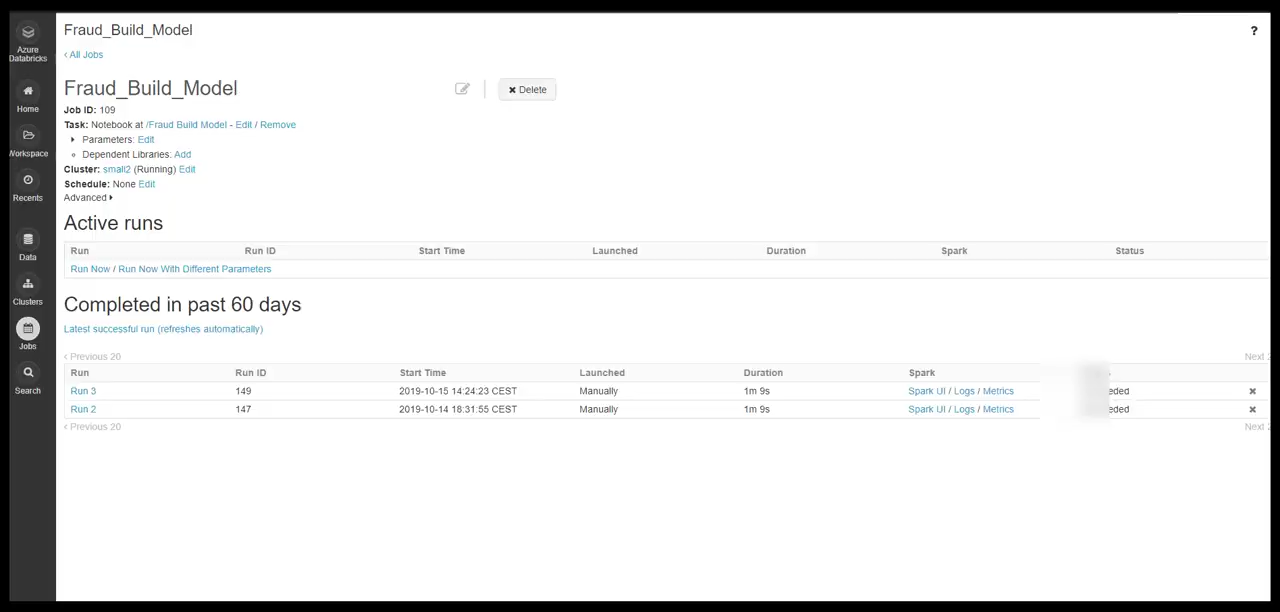 Fraud_Build_Model
?
Azure
Databricks
‹ All Jobs
Fraud_Build_Model
Delete
Job ID: 109
Home
Task: Notebook at /Fraud Build Model - Edit / Remove
Parameters: Edit
Workspace
Dependent Libraries: Add
Cluster: small2 (Running) Edit
Schedule: None Edit
Recents
Advanced
Active runs
Run Run ID Start Time Launched Duration Spark Status
Data
Run Now / Run Now With Different Parameters
Clusters
Completed in past 60 days
Latest successful run (refreshes automatically)
Jobs
‹ Previous 20 Next
Run Run ID Start Time Launched Duration Spark
Search
Run 3 149 2019-10-15 14:24:23 CEST Manually 1m 9s Spark UI / Logs / Metrics
Run 2 147 2019-10-14 18:31:55 CEST Manually 1m 9s Spark UI / Logs / Metrics
‹ Previous 20 Next